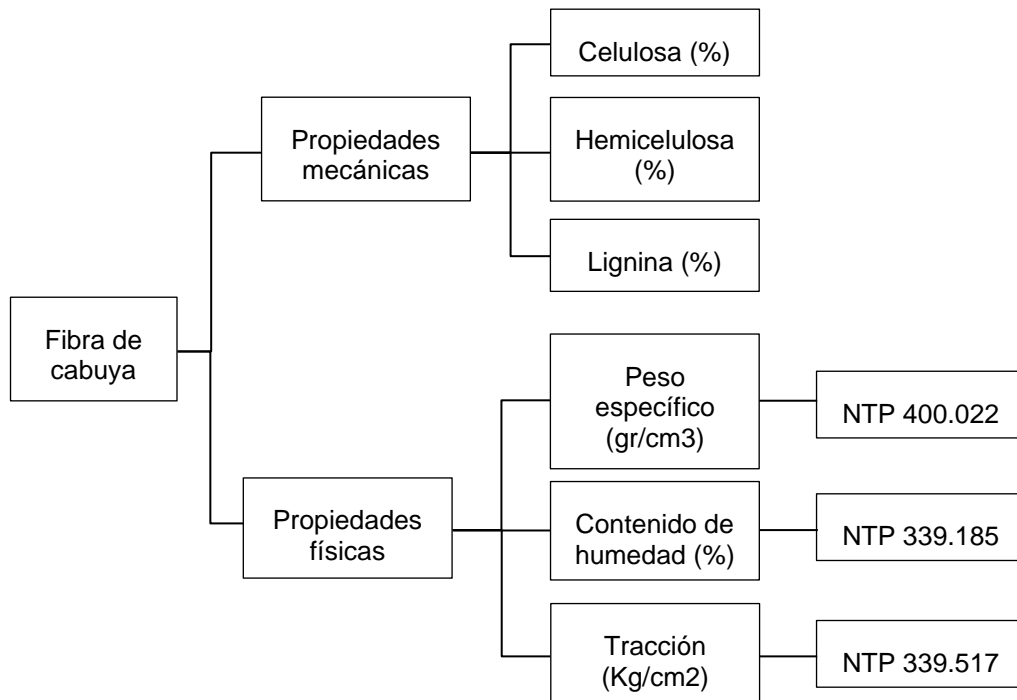 Celulosa (%)
Propiedades
mecánicas
Hemicelulosa
(%)
Lignina (%)
Fibra de
cabuya
Peso
específico
(gr/cm3)
NTP 400.022
Propiedades
físicas
Contenido de
humedad (%)
NTP 339.185
Tracción
(Kg/cm2)
NTP 339.517